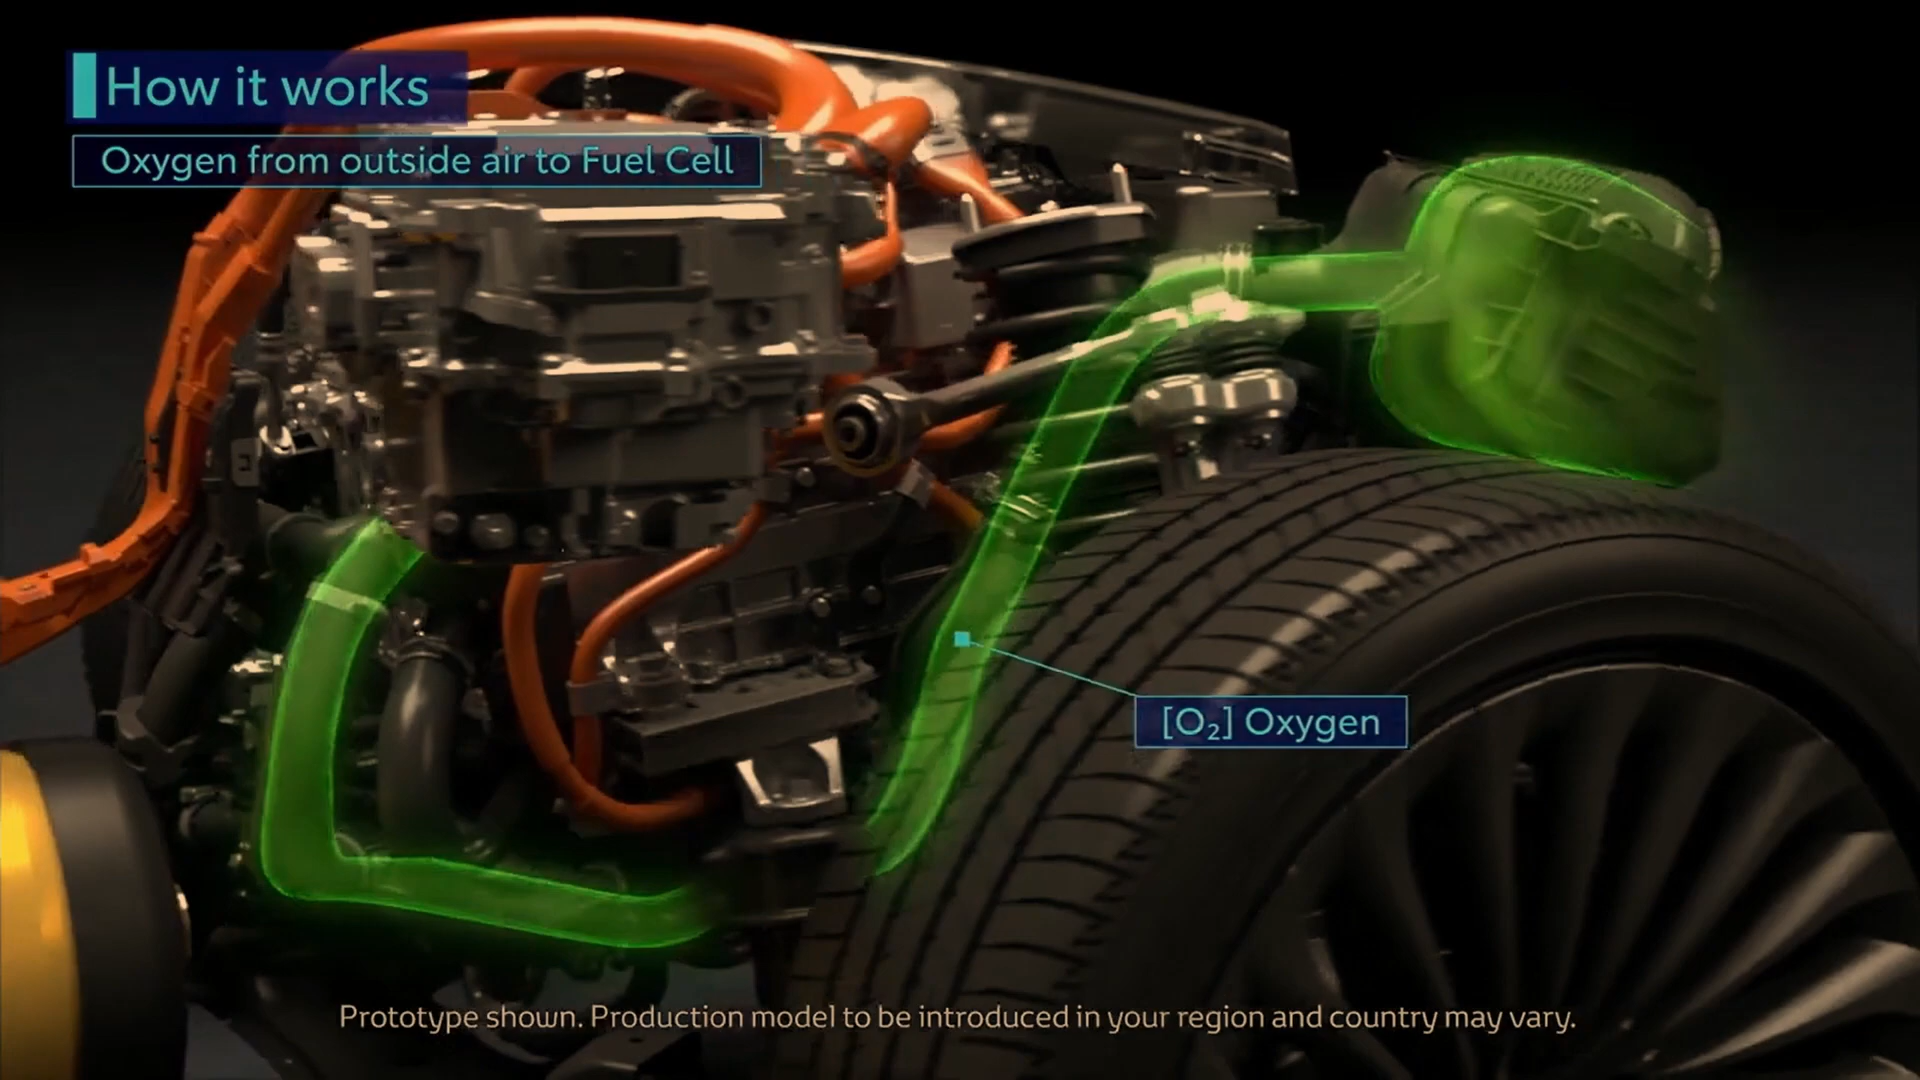 How it works
Oxygen from outside air to Fuel Cell
[O₂] Oxygen
Prototype shown. Production model to be introduced in your region and country may vary.